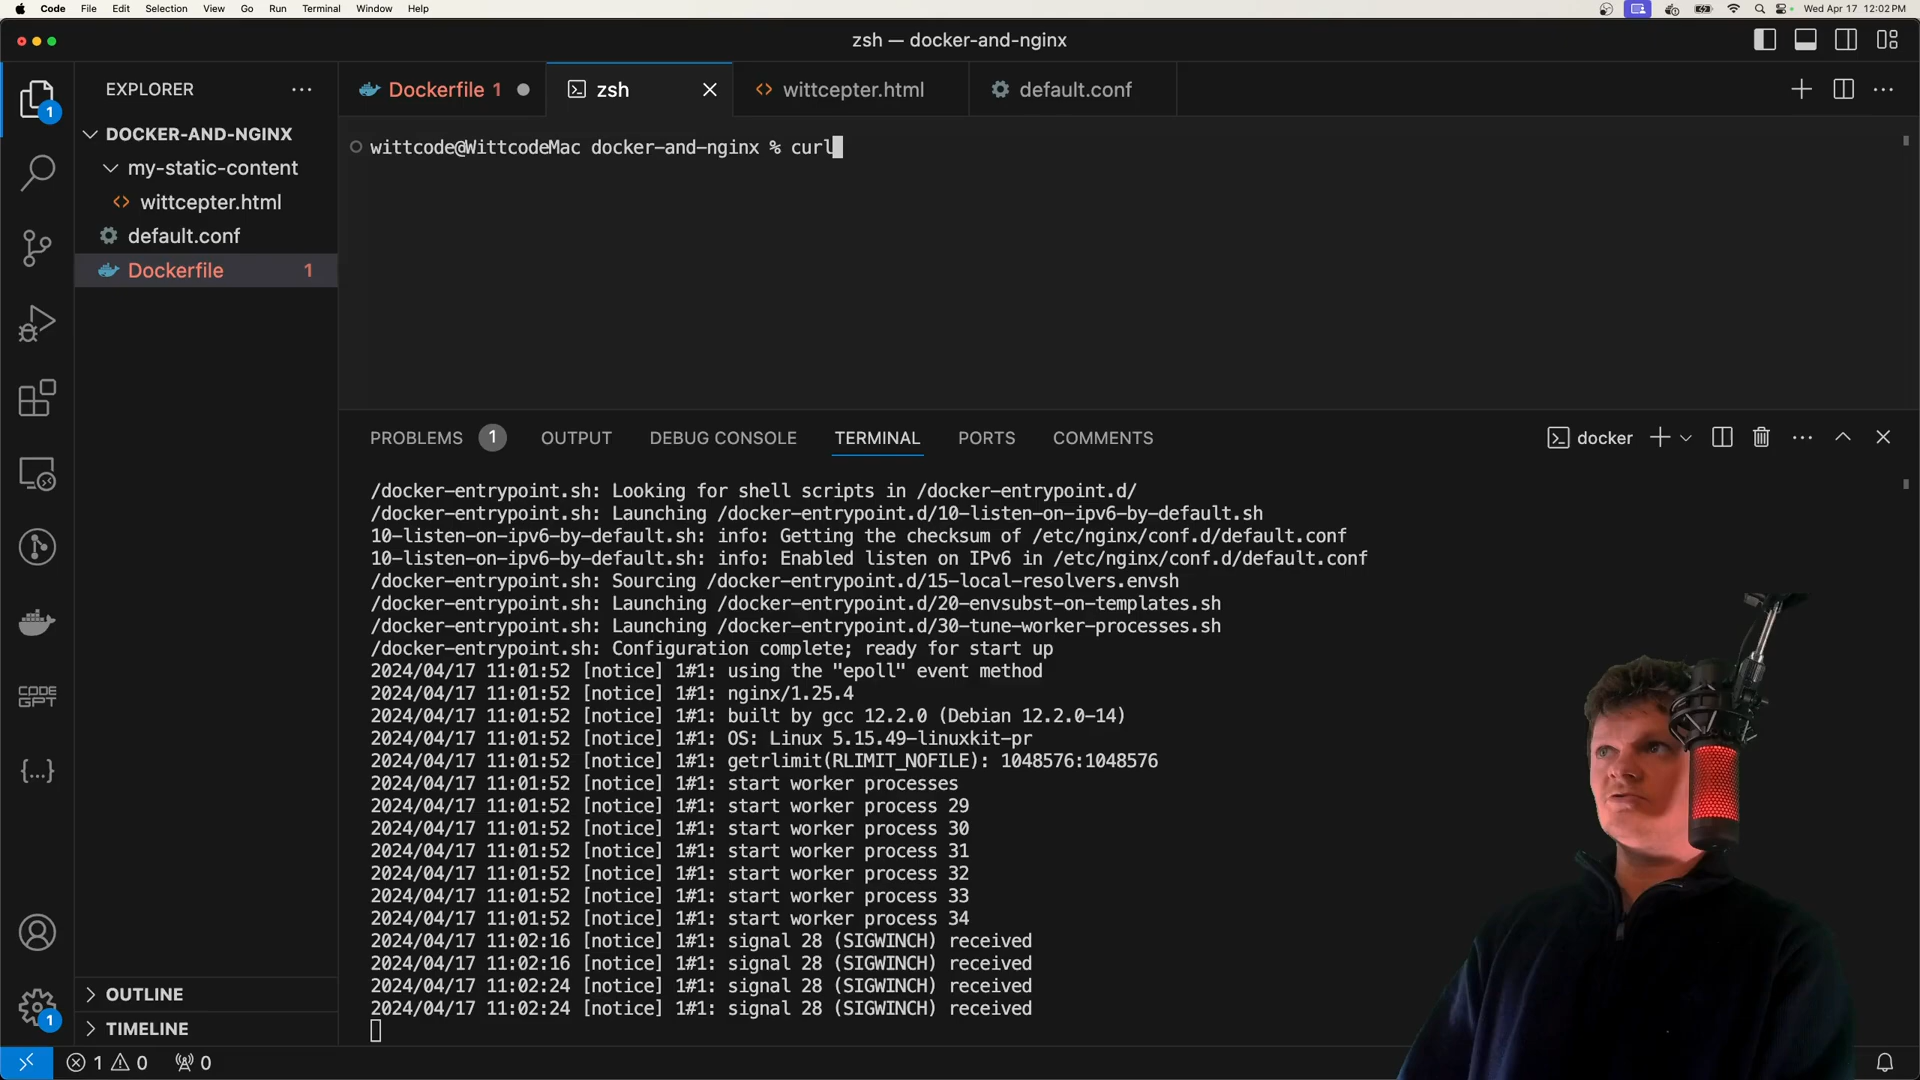 Code File Edit Selection View Go Run Terminal Window Help
Wed Apr 17 12:02 PM
zsh — docker-and-nginx
EXPLORER
DOCKER-AND-NGINX
my-static-content
wittcepter.html
default.conf
Dockerfile 1
OUTLINE
TIMELINE
1
CODE
GPT
{...}
1
Dockerfile 1
zsh
wittcepter.html
default.conf
wittcode@WittcodeMac docker-and-nginx % curl
PROBLEMS 1 OUTPUT DEBUG CONSOLE TERMINAL PORTS COMMENTS
docker
/docker-entrypoint.sh: Looking for shell scripts in /docker-entrypoint.d/
/docker-entrypoint.sh: Launching /docker-entrypoint.d/10-listen-on-ipv6-by-default.sh
10-listen-on-ipv6-by-default.sh: info: Getting the checksum of /etc/nginx/conf.d/default.conf
10-listen-on-ipv6-by-default.sh: info: Enabled listen on IPv6 in /etc/nginx/conf.d/default.conf
/docker-entrypoint.sh: Sourcing /docker-entrypoint.d/15-local-resolvers.envsh
/docker-entrypoint.sh: Launching /docker-entrypoint.d/20-envsubst-on-templates.sh
/docker-entrypoint.sh: Launching /docker-entrypoint.d/30-tune-worker-processes.sh
/docker-entrypoint.sh: Configuration complete; ready for start up
2024/04/17 11:01:52 [notice] 1#1: using the "epoll" event method
2024/04/17 11:01:52 [notice] 1#1: nginx/1.25.4
2024/04/17 11:01:52 [notice] 1#1: built by gcc 12.2.0 (Debian 12.2.0-14)
2024/04/17 11:01:52 [notice] 1#1: OS: Linux 5.15.49-linuxkit-pr
2024/04/17 11:01:52 [notice] 1#1: getrlimit(RLIMIT_NOFILE): 1048576:1048576
2024/04/17 11:01:52 [notice] 1#1: start worker processes
2024/04/17 11:01:52 [notice] 1#1: start worker process 29
2024/04/17 11:01:52 [notice] 1#1: start worker process 30
2024/04/17 11:01:52 [notice] 1#1: start worker process 31
2024/04/17 11:01:52 [notice] 1#1: start worker process 32
2024/04/17 11:01:52 [notice] 1#1: start worker process 33
2024/04/17 11:01:52 [notice] 1#1: start worker process 34
2024/04/17 11:02:16 [notice] 1#1: signal 28 (SIGWINCH) received
2024/04/17 11:02:16 [notice] 1#1: signal 28 (SIGWINCH) received
2024/04/17 11:02:24 [notice] 1#1: signal 28 (SIGWINCH) received
2024/04/17 11:02:24 [notice] 1#1: signal 28 (SIGWINCH) received
1 0 0